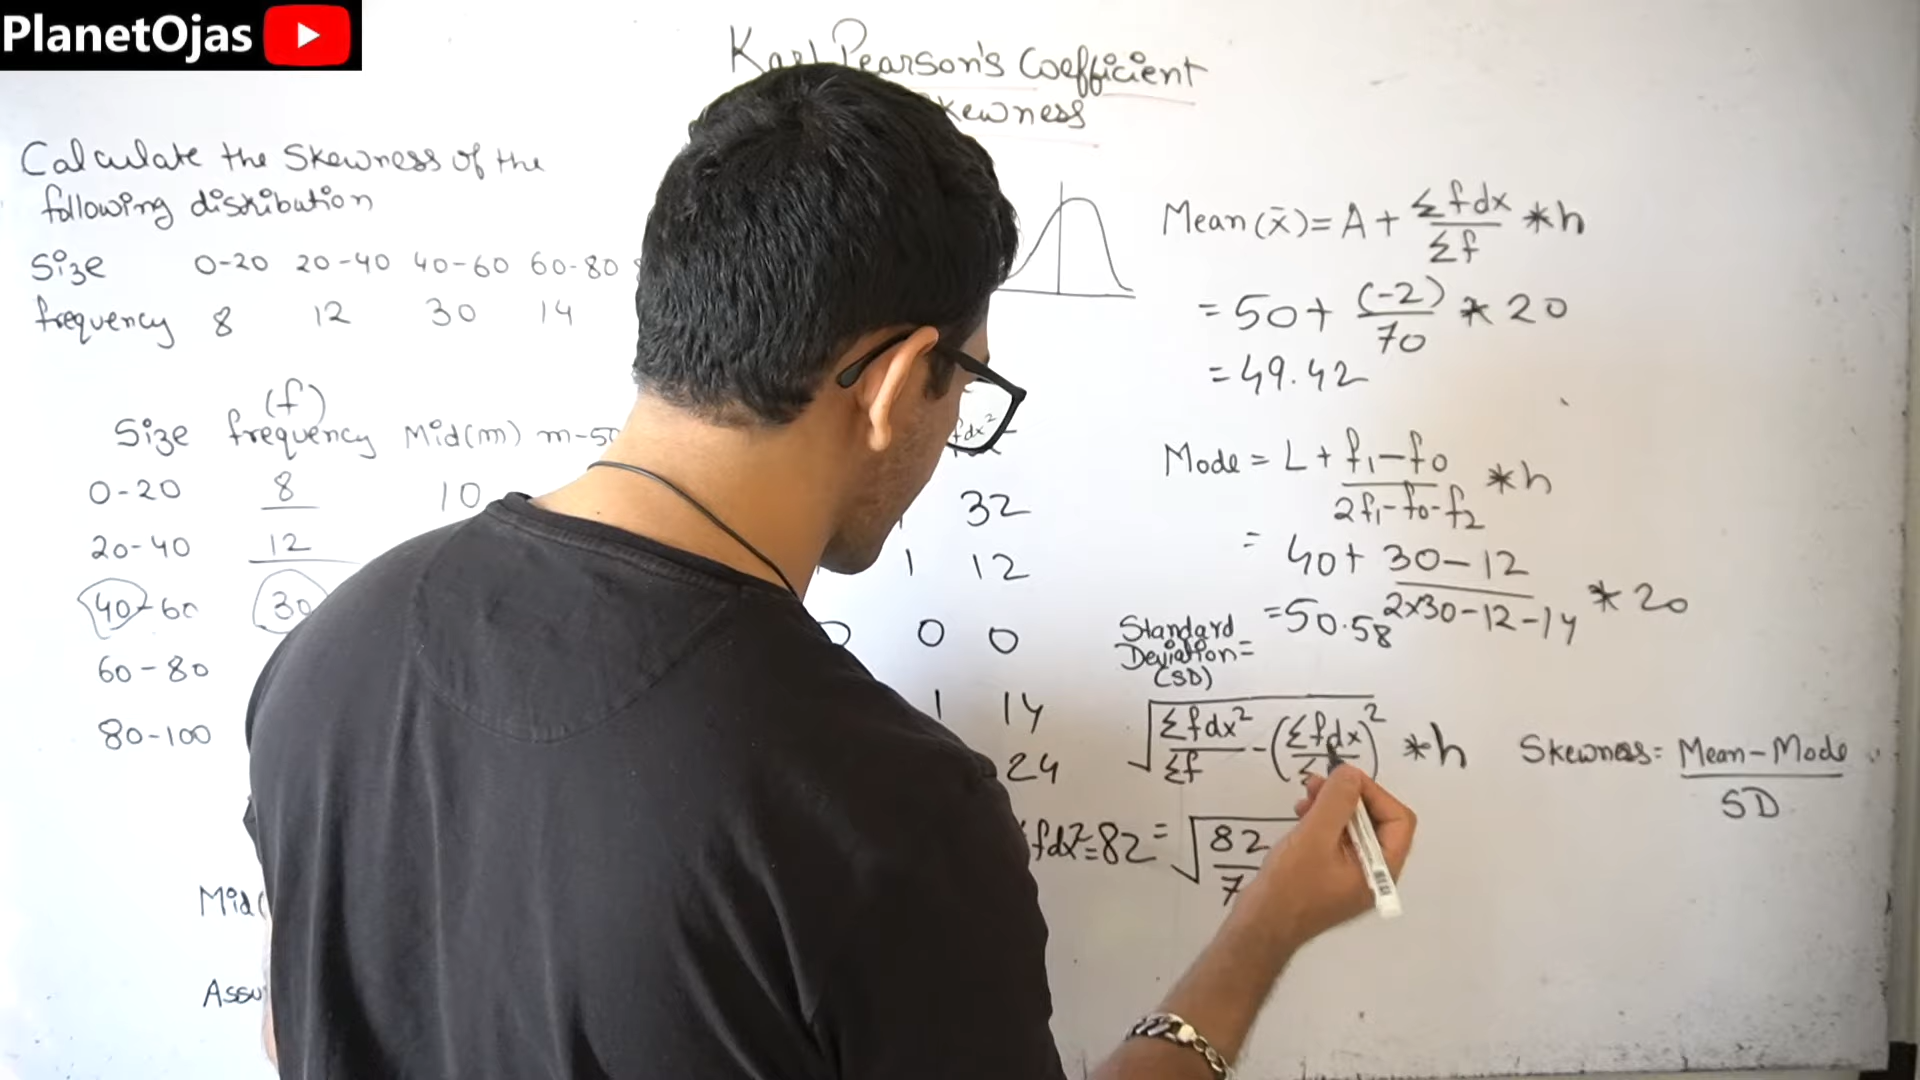 PlanetOjas
Karl Pearson's Coefficient
Skewness
Calculate the Skewness of the
following distribution
Size 0-20 20-40 40-60 60-80
frequency 8 12 30 14
(f)
Size frequency Mid(m) m-50
0-20 8 10
20-40 12
40-60 30
60-80
80-100
Mid(
fdx²
32
1 12
0 0 0
1 14
24
fdx²=82
Mean (x̄) = A + Σfdx/Σf *h
= 50+ (-2)/70 * 20
= 49.42
Mode = L + f₁-f₀/2f₁-f₀-f₂ *h
= 40+ 30-12/2x30-12-14 * 20
=50.58
Standard
Deviation=
(SD)
√Σfdx²/Σf - (Σfdx/Σ)² *h
= √82/7
Skewness = Mean-Mode/SD